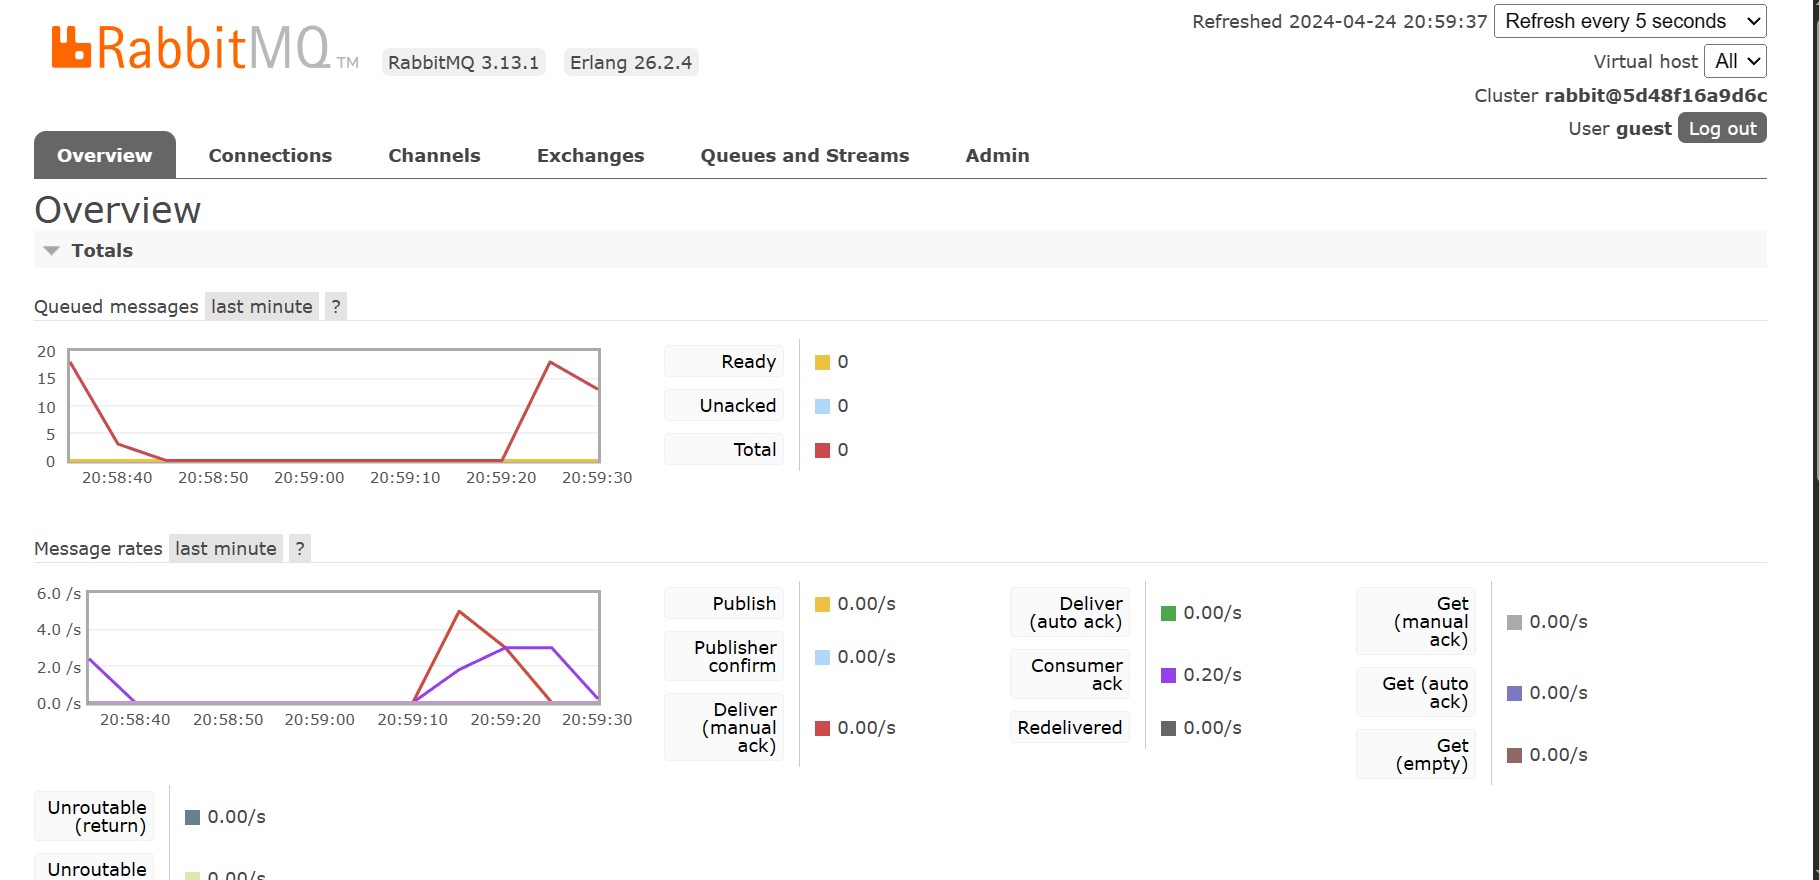 RabbitMQ TM RabbitMQ 3.13.1 Erlang 26.2.4
Refreshed 2024-04-24 20:59:37 Refresh every 5 seconds
Virtual host All
Cluster rabbit@5d48f16a9d6c
User guest Log out
Overview Connections Channels Exchanges Queues and Streams Admin
Overview
Totals
Queued messages last minute ?
20
15
10
5
0
20:58:40 20:58:50 20:59:00 20:59:10 20:59:20 20:59:30
Ready 0
Unacked 0
Total 0
Message rates last minute ?
6.0 /s
4.0 /s
2.0 /s
0.0 /s
20:58:40 20:58:50 20:59:00 20:59:10 20:59:20 20:59:30
Publish 0.00/s
Publisher
confirm 0.00/s
Deliver
(manual
ack) 0.00/s
Deliver
(auto ack) 0.00/s
Consumer
ack 0.20/s
Redelivered 0.00/s
Get
(manual
ack) 0.00/s
Get (auto
ack) 0.00/s
Get
(empty) 0.00/s
Unroutable
(return) 0.00/s
Unroutable
0.00/s